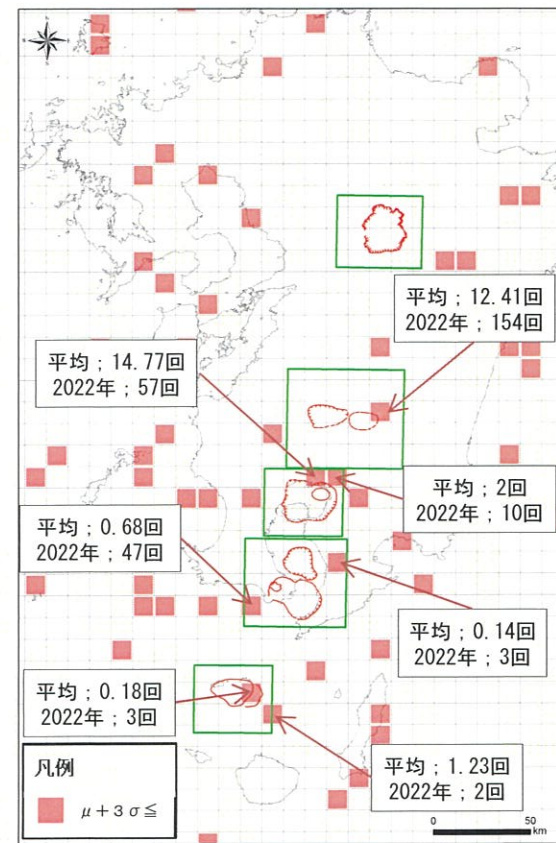 平均；12.41回
2022年；154回
平均；14.77回
2022年；57回
平均；2回
2022年；10回
平均；0.68回
2022年；47回
平均；0.14回
2022年；3回
平均；0.18回
2022年；3回
平均；1.23回
2022年；2回
凡例
μ＋3σ≦
0 50
km